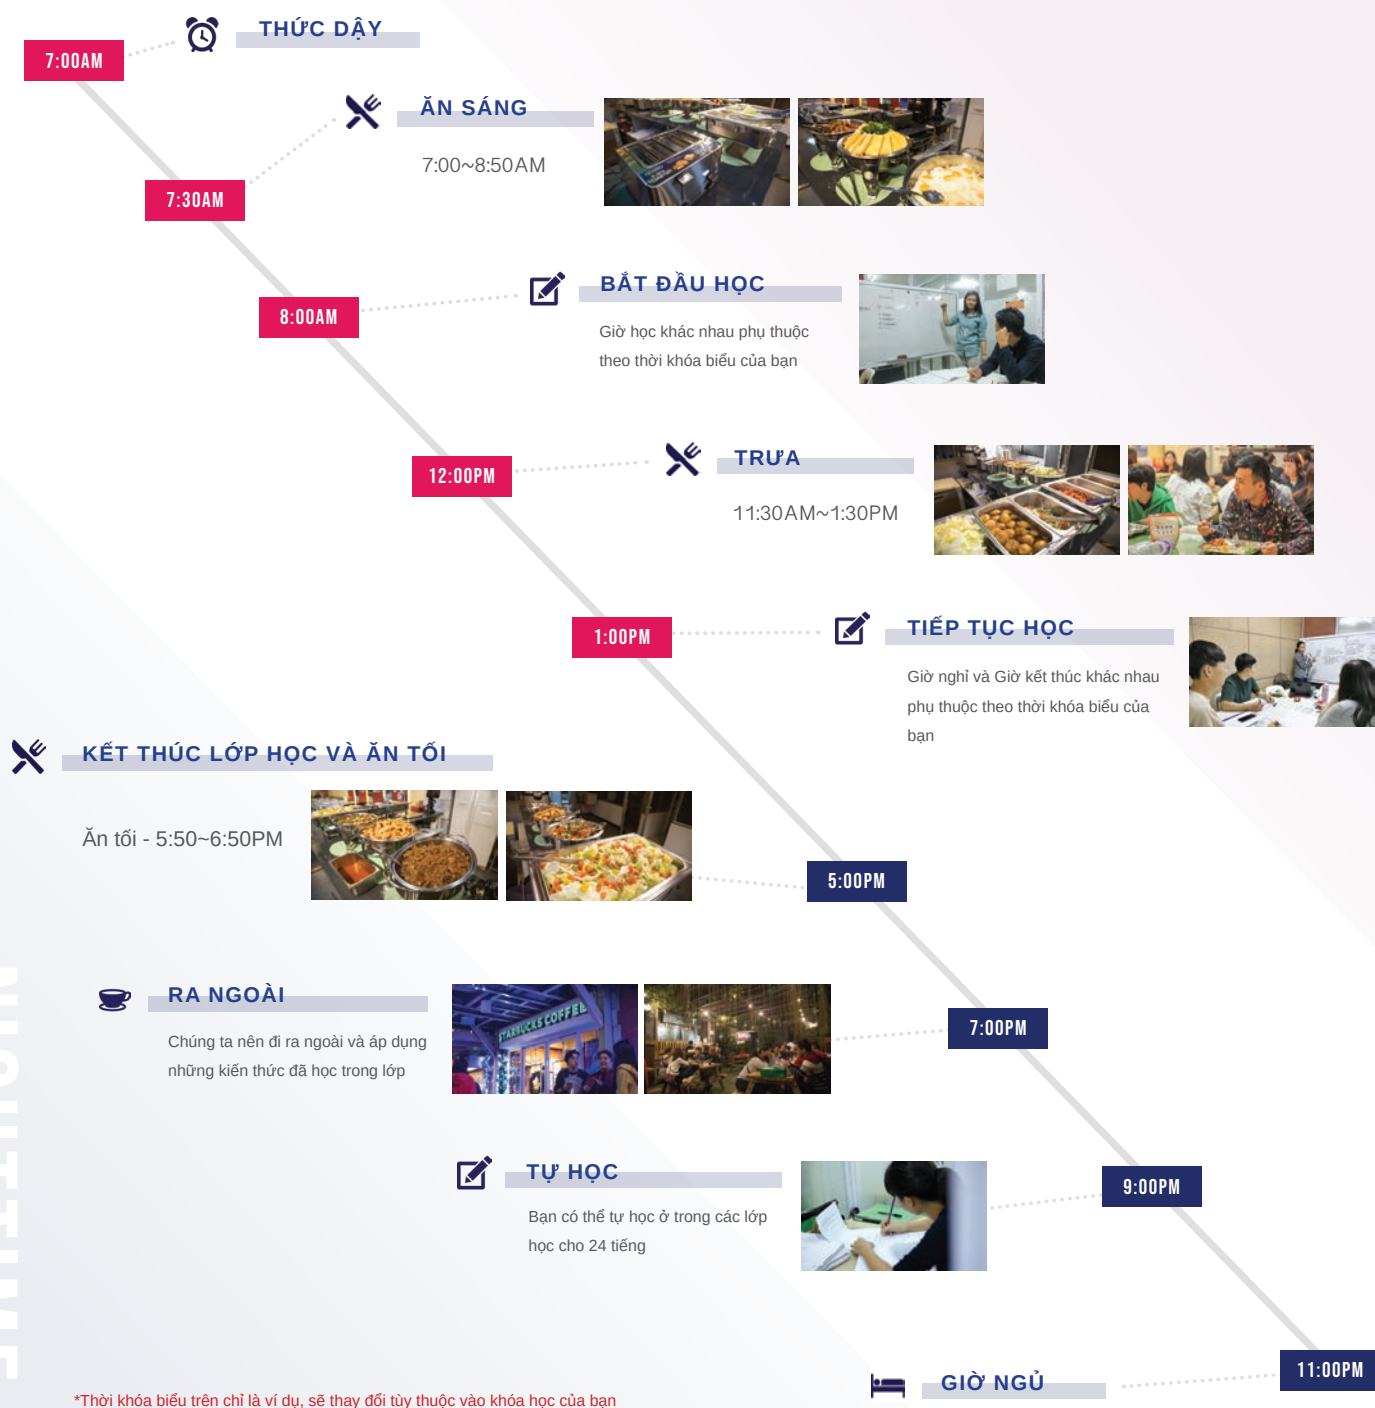 THỨC DẬY
7:00AM
ĂN SÁNG
7:00~8:50AM
7:30AM
BẮT ĐẦU HỌC
8:00AM
Giờ học khác nhau phụ thuộc
theo thời khóa biểu của bạn
TRƯA
12:00PM
11:30AM~1:30PM
TIẾP TỤC HỌC
1:00PM
Giờ nghỉ và Giờ kết thúc khác nhau
phụ thuộc theo thời khóa biểu của
bạn
KẾT THÚC LỚP HỌC VÀ ĂN TỐI
Ăn tối - 5:50~6:50PM
5:00PM
RA NGOÀI
STARBUCKS COFFEE
7:00PM
Chúng ta nên đi ra ngoài và áp dụng
những kiến thức đã học trong lớp
TỰ HỌC
9:00PM
Bạn có thể tự học ở trong các lớp
học cho 24 tiếng
11:00PM
GIỜ NGỦ
*Thời khóa biểu trên chỉ là ví dụ, sẽ thay đổi tùy thuộc vào khóa học của bạn